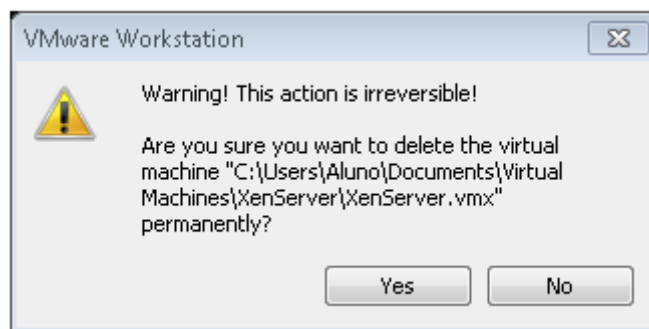 VMware Workstation
Warning! This action is irreversible!
Are you sure you want to delete the virtual
machine "C:\Users\Aluno\Documents\Virtual
Machines\XenServer\XenServer.vmx"
permanently?
Yes No